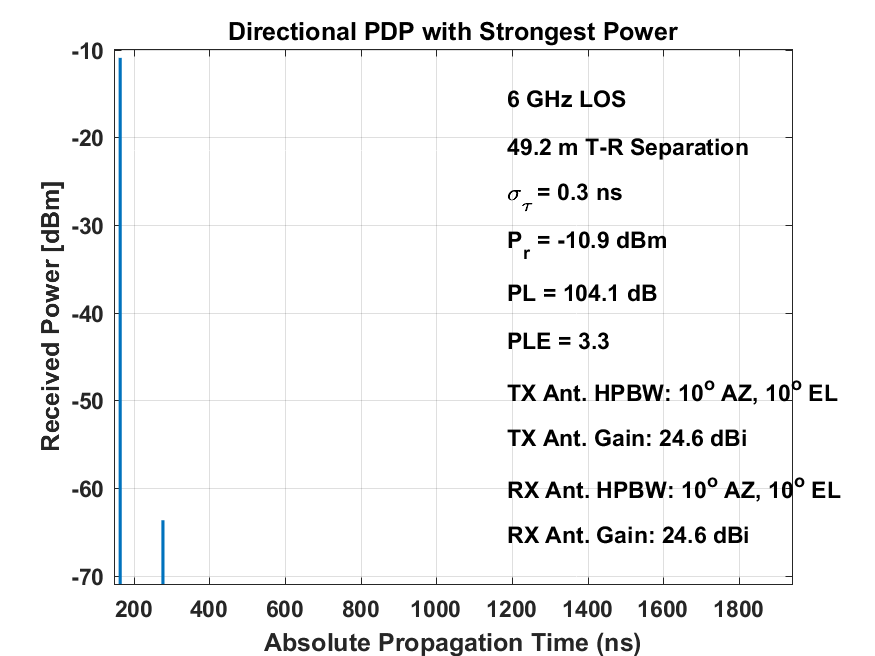 Directional PDP with Strongest Power
-10
-20
-30
-40
-50
-60
-70
Received Power [dBm]
6 GHz LOS
49.2 m T-R Separation
σ_τ = 0.3 ns
P_r = -10.9 dBm
PL = 104.1 dB
PLE = 3.3
TX Ant. HPBW: 10° AZ, 10° EL
TX Ant. Gain: 24.6 dBi
RX Ant. HPBW: 10° AZ, 10° EL
RX Ant. Gain: 24.6 dBi
200 400 600 800 1000 1200 1400 1600 1800
Absolute Propagation Time (ns)